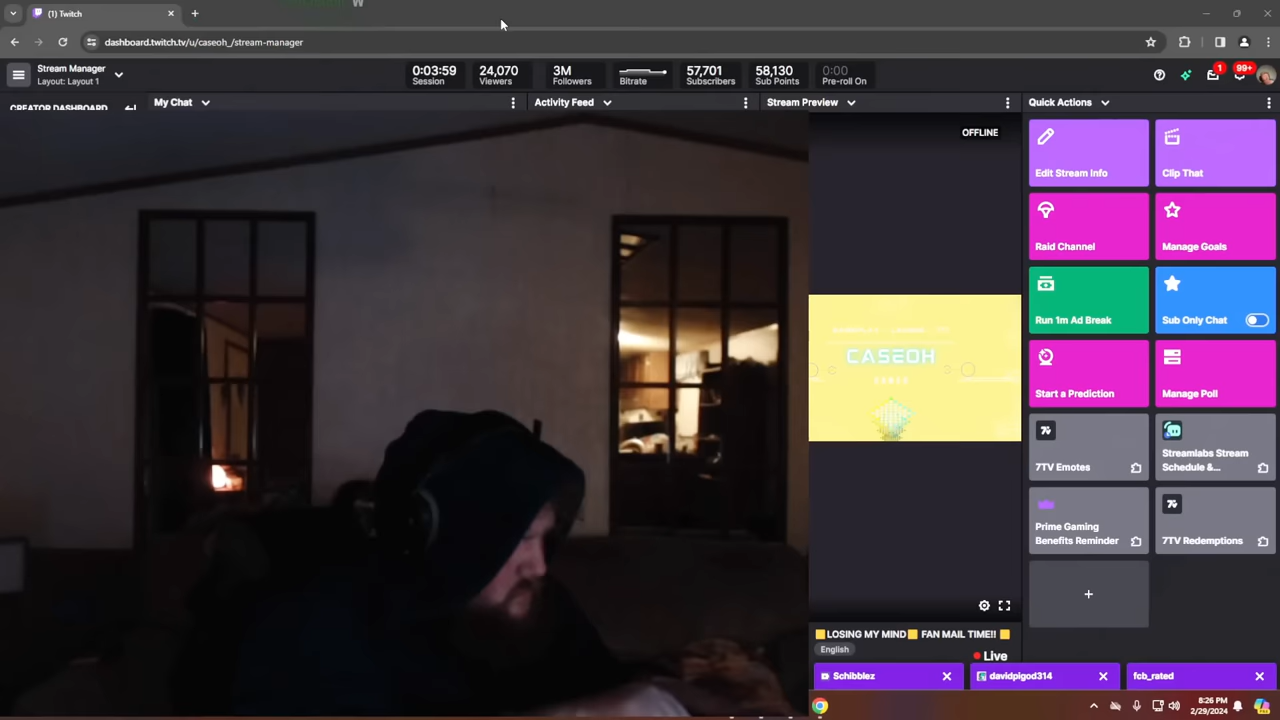 W
(1) Twitch
dashboard.twitch.tv/u/caseoh_/stream-manager
Stream Manager
Layout: Layout 1
0:03:59
Session
24,070
Viewers
3M
Followers
Bitrate
57,701
Subscribers
58,130
Sub Points
0:00
Pre-roll On
1
99+
CREATOR DASHBOARD
My Chat
Activity Feed
Stream Preview
Quick Actions
OFFLINE
CASEOH
Edit Stream Info
Clip That
Raid Channel
Manage Goals
Run 1m Ad Break
Sub Only Chat
Start a Prediction
Manage Poll
7TV Emotes
Streamlabs Stream
Schedule &...
Prime Gaming
Benefits Reminder
7TV Redemptions
+
LOSING MY MIND FAN MAIL TIME!!
English
Live
Schibblez
davidpigod314
fcb_rated
8:26 PM
2/29/2024